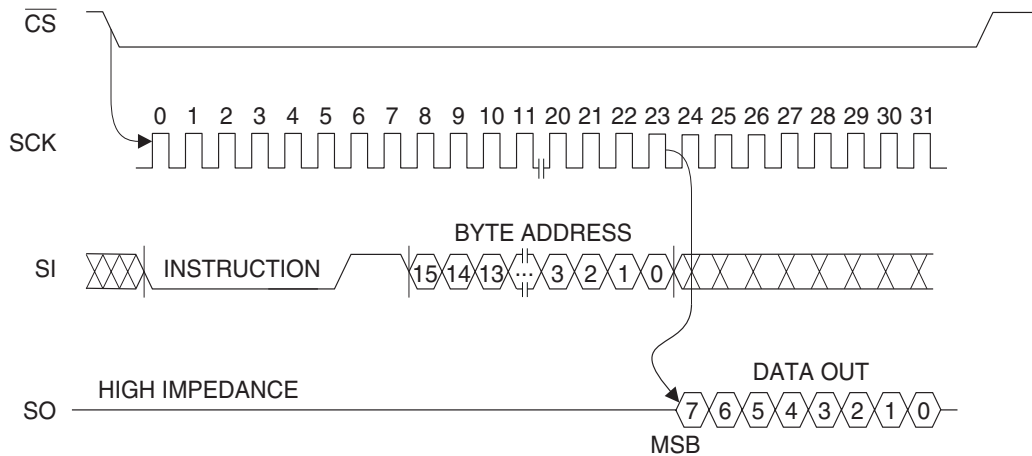 C̅S̅
0 1 2 3 4 5 6 7 8 9 10 11 20 21 22 23 24 25 26 27 28 29 30 31
SCK
BYTE ADDRESS
SI INSTRUCTION 15 14 13 ... 3 2 1 0
HIGH IMPEDANCE DATA OUT
SO 7 6 5 4 3 2 1 0
MSB